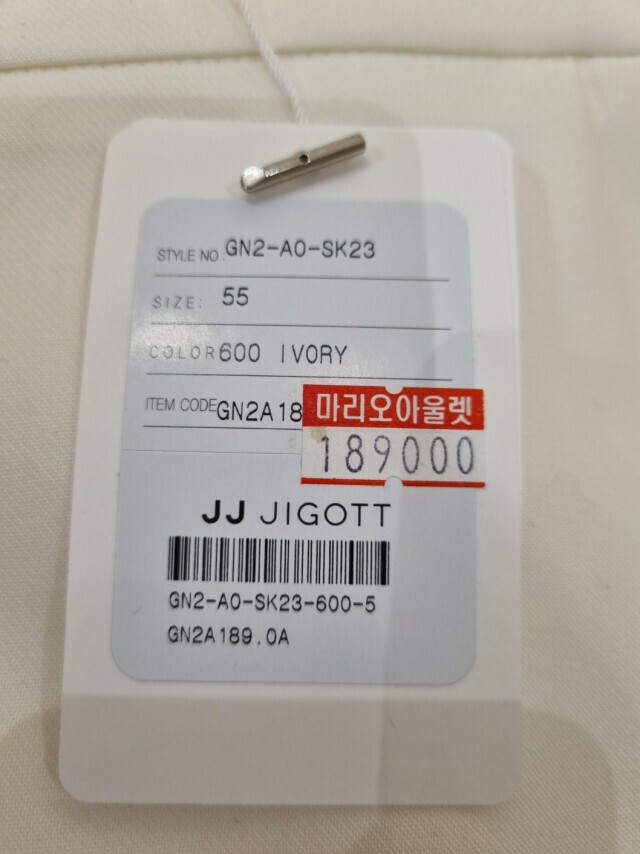 STYLE NO. GN2-A0-SK23
SIZE: 55
COLOR 600 IVORY
ITEM CODE GN2A18
마리오아울렛
189000
JJ JIGOTT
GN2-A0-SK23-600-5
GN2A189.0A